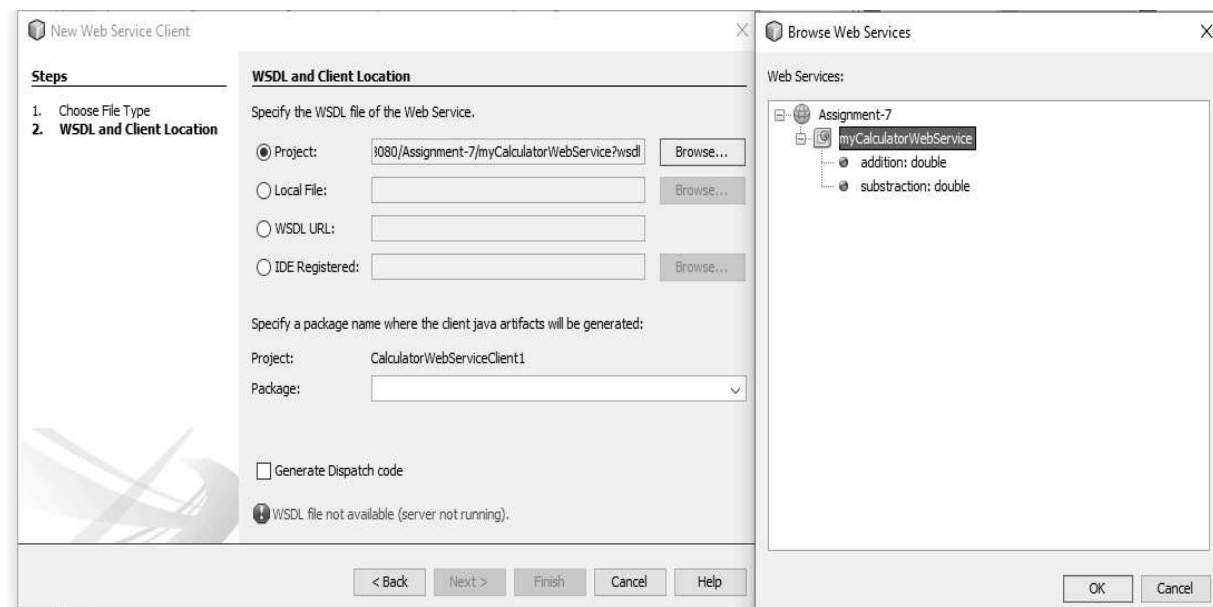 New Web Service Client
Steps
1. Choose File Type
2. WSDL and Client Location
WSDL and Client Location
Specify the WSDL file of the Web Service.
Project: 8080/Assignment-7/myCalculatorWebService?wsdl Browse...
Local File: Browse...
WSDL URL:
IDE Registered: Browse...
Specify a package name where the client java artifacts will be generated:
Project: CalculatorWebServiceClient1
Package:
Generate Dispatch code
WSDL file not available (server not running).
< Back Next > Finish Cancel Help
Browse Web Services
Web Services:
Assignment-7
myCalculatorWebService
addition: double
substraction: double
OK Cancel